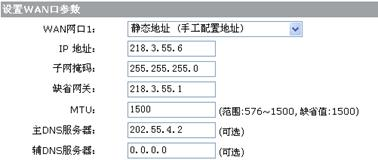 设置WAN口参数
WAN网口1： 静态地址（手工配置地址）
IP 地址： 218.3.55.6
子网掩码： 255.255.255.0
缺省网关： 218.3.55.1
MTU： 1500 (范围:576~1500,缺省值:1500)
主DNS服务器： 202.55.4.2 (可选)
辅DNS服务器： 0.0.0.0 (可选)